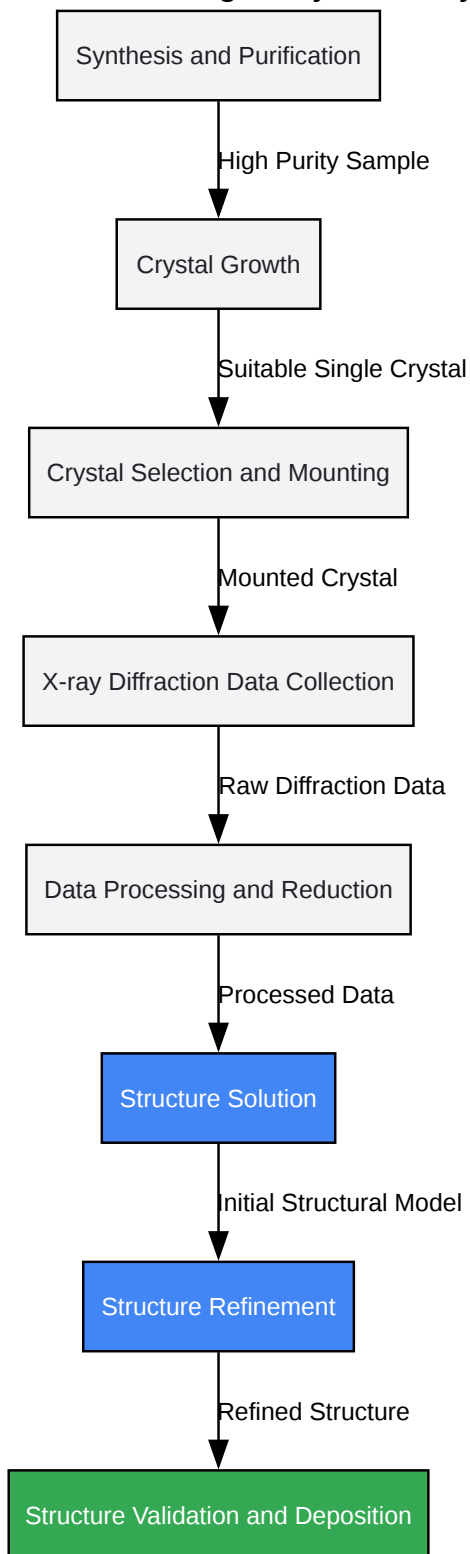 Synthesis and Purification
High Purity Sample
Crystal Growth
Suitable Single Crystal
Crystal Selection and Mounting
Mounted Crystal
X-ray Diffraction Data Collection
Raw Diffraction Data
Data Processing and Reduction
Processed Data
Structure Solution
Initial Structural Model
Structure Refinement
Refined Structure
Structure Validation and Deposition